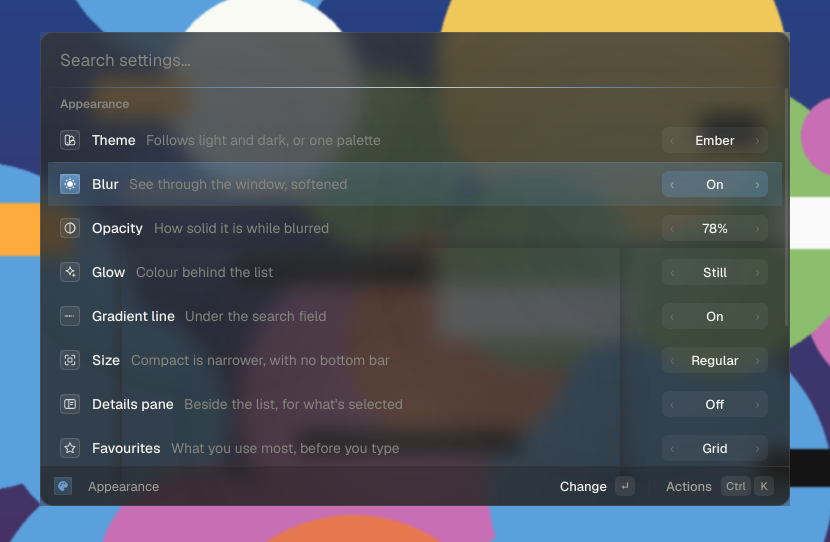 Search settings...
Appearance
Theme Follows light and dark, or one palette ‹ Ember ›
Blur See through the window, softened ‹ On ›
Opacity How solid it is while blurred ‹ 78% ›
Glow Colour behind the list ‹ Still ›
Gradient line Under the search field ‹ On ›
Size Compact is narrower, with no bottom bar ‹ Regular ›
Details pane Beside the list, for what's selected ‹ Off ›
Favourites What you use most, before you type ‹ Grid ›
Appearance Change ↵ Actions Ctrl K